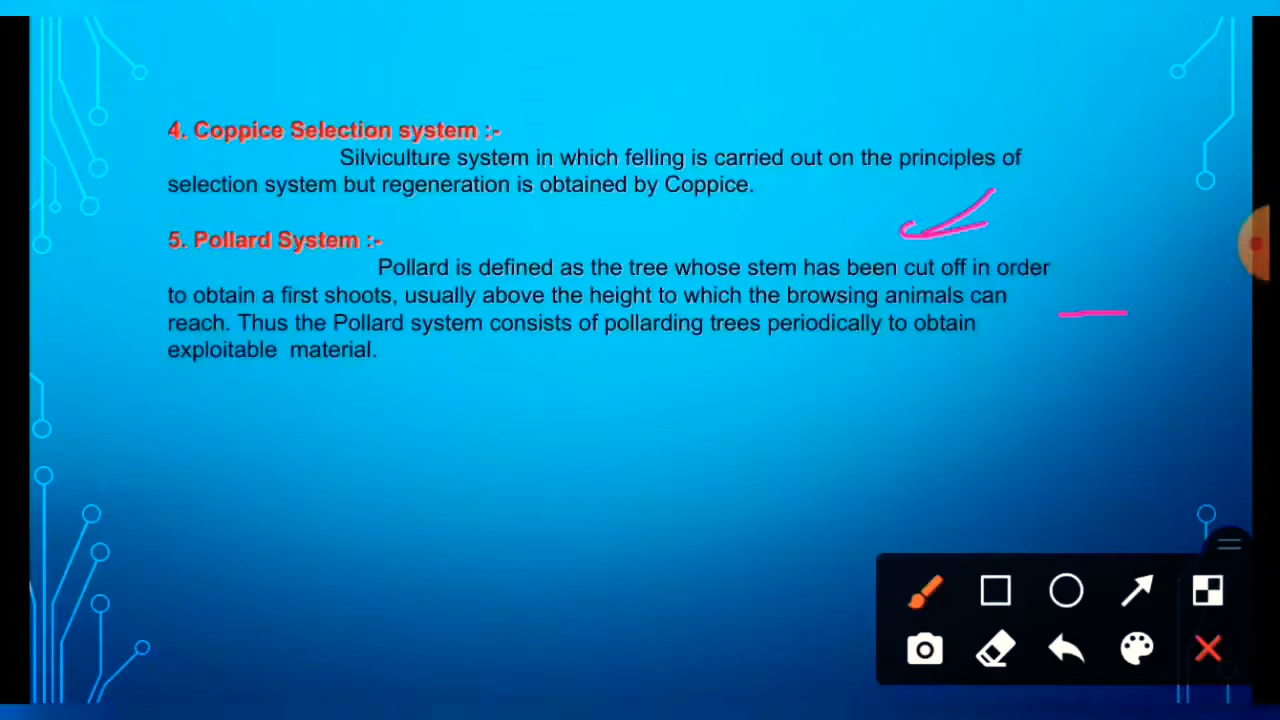 4. Coppice Selection system :-
Silviculture system in which felling is carried out on the principles of
selection system but regeneration is obtained by Coppice.
5. Pollard System :-
Pollard is defined as the tree whose stem has been cut off in order
to obtain a first shoots, usually above the height to which the browsing animals can
reach. Thus the Pollard system consists of pollarding trees periodically to obtain
exploitable material.